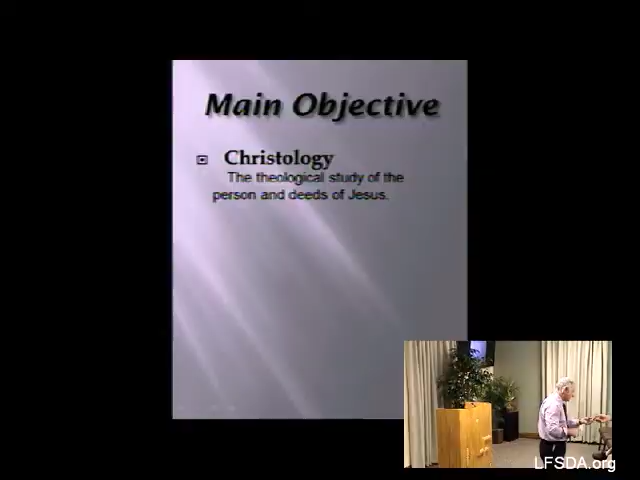 Main Objective
Christology
The theological study of the
person and deeds of Jesus.
LFSDA.org